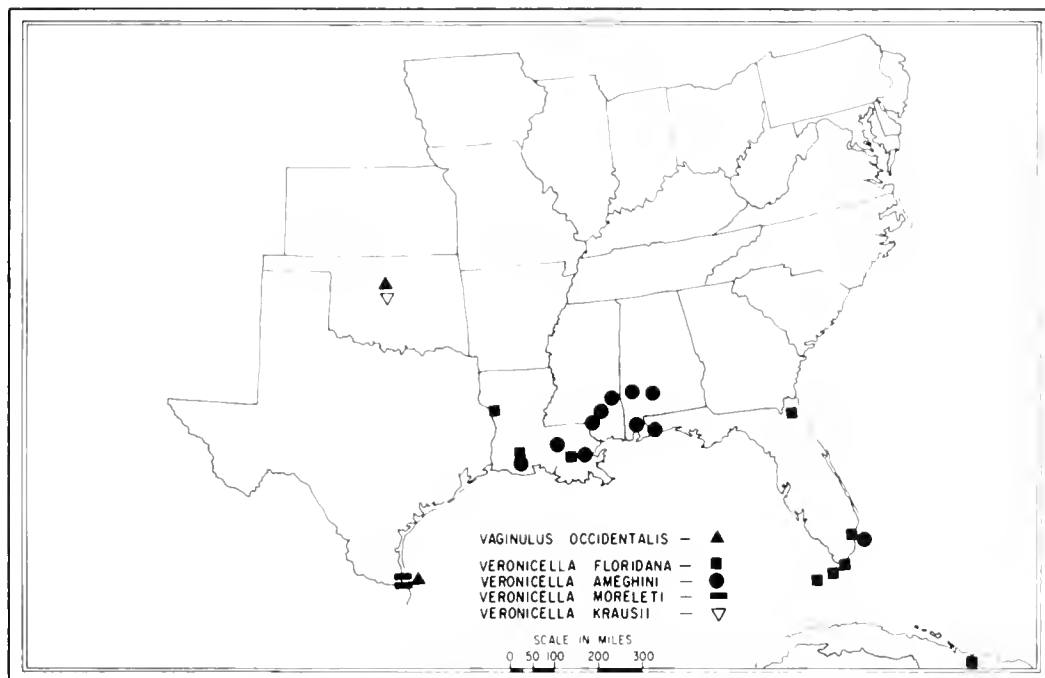 VAGINULUS OCCIDENTALIS –
VERONICELLA FLORIDANA –
VERONICELLA AMEGHINI –
VERONICELLA MORELETI –
VERONICELLA KRAUSII –
SCALE IN MILES
0 50 100 200 300